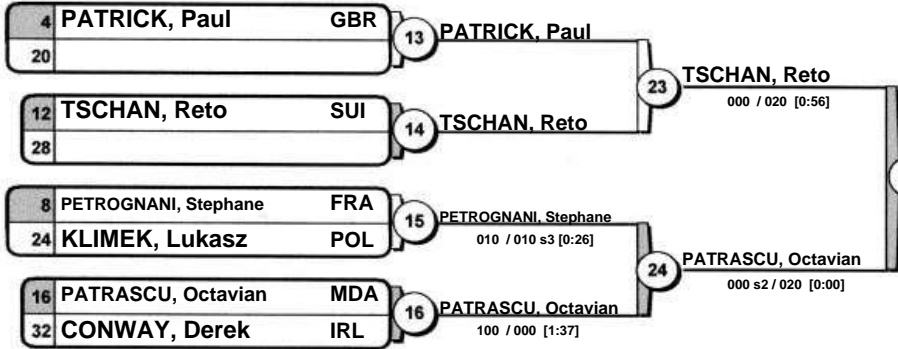 4 PATRICK, Paul GBR
20
13 PATRICK, Paul
12 TSCHAN, Reto SUI
28
14 TSCHAN, Reto
23 TSCHAN, Reto
000 / 020 [0:56]
8 PETROGNANI, Stephane FRA
24 KLIMEK, Lukasz POL
15 PETROGNANI, Stephane
010 / 010 s3 [0:26]
16 PATRASCU, Octavian MDA
32 CONWAY, Derek IRL
16 PATRASCU, Octavian
100 / 000 [1:37]
24 PATRASCU, Octavian
000 s2 / 020 [0:00]